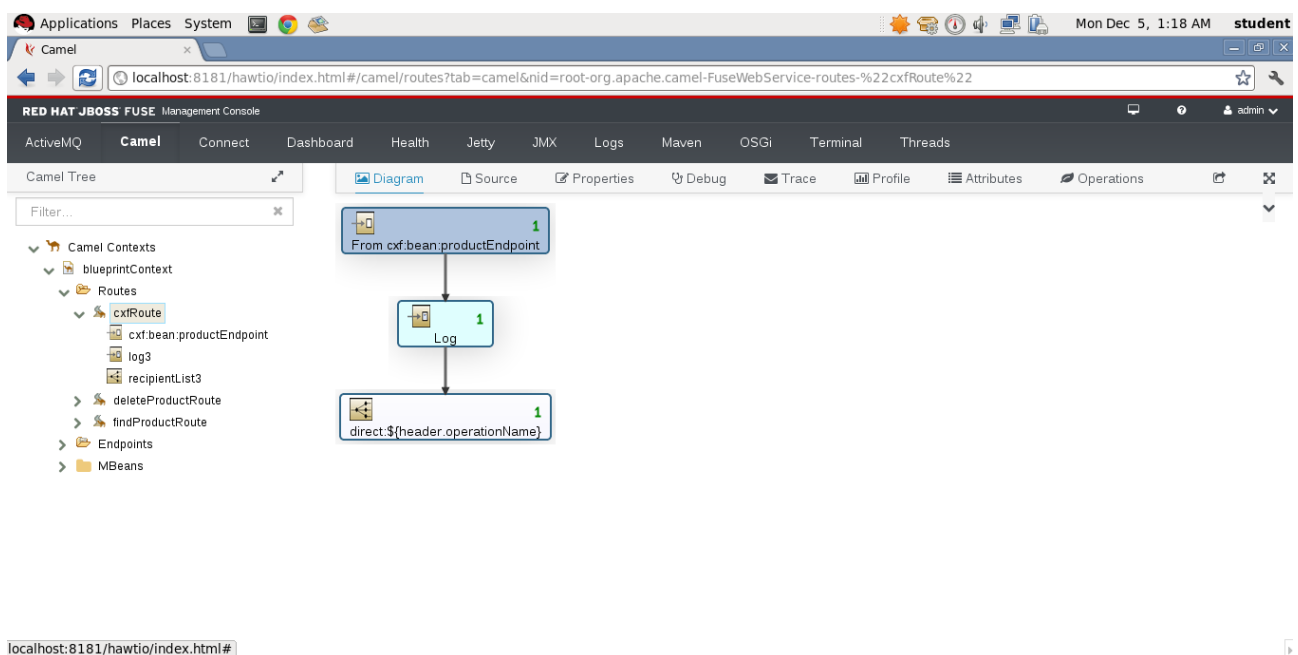 Applications Places System Mon Dec 5, 1:18 AM student
Camel
localhost:8181/hawtio/index.html#/camel/routes?tab=camel&nid=root-org.apache.camel-FuseWebService-routes-%22cxfRoute%22
RED HAT JBOSS FUSE Management Console admin
ActiveMQ Camel Connect Dashboard Health Jetty JMX Logs Maven OSGi Terminal Threads
Camel Tree Diagram Source Properties Debug Trace Profile Attributes Operations
Filter...
Camel Contexts
blueprintContext
Routes
cxfRoute
cxf:bean:productEndpoint
log3
recipientList3
deleteProductRoute
findProductRoute
Endpoints
MBeans
1
From cxf:bean:productEndpoint
1
Log
1
direct:${header.operationName}
localhost:8181/hawtio/index.html#